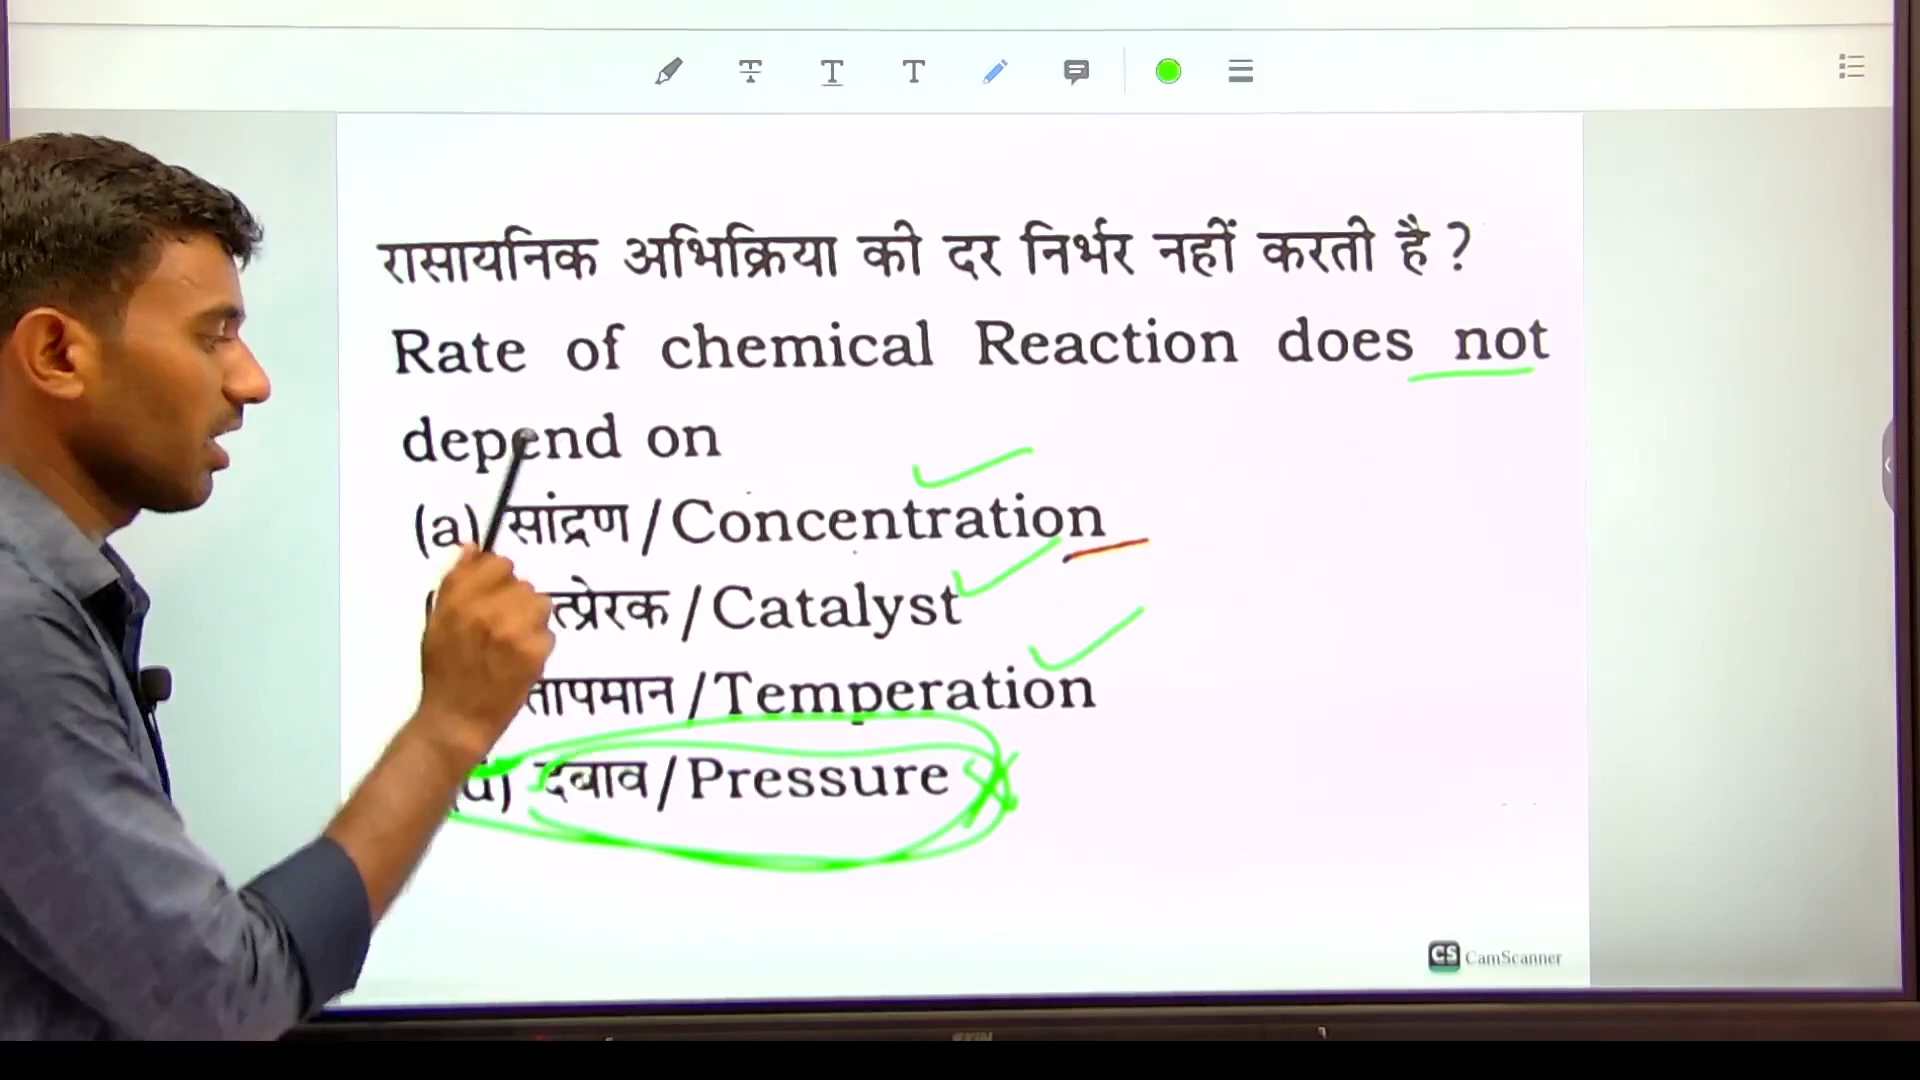 रासायनिक अभिक्रिया की दर निर्भर नहीं करती है ?
Rate of chemical Reaction does not
depend on
(a) सांद्रण / Concentration
त्प्रेरक / Catalyst
तापमान / Temperation
(d) दबाव / Pressure
CS CamScanner